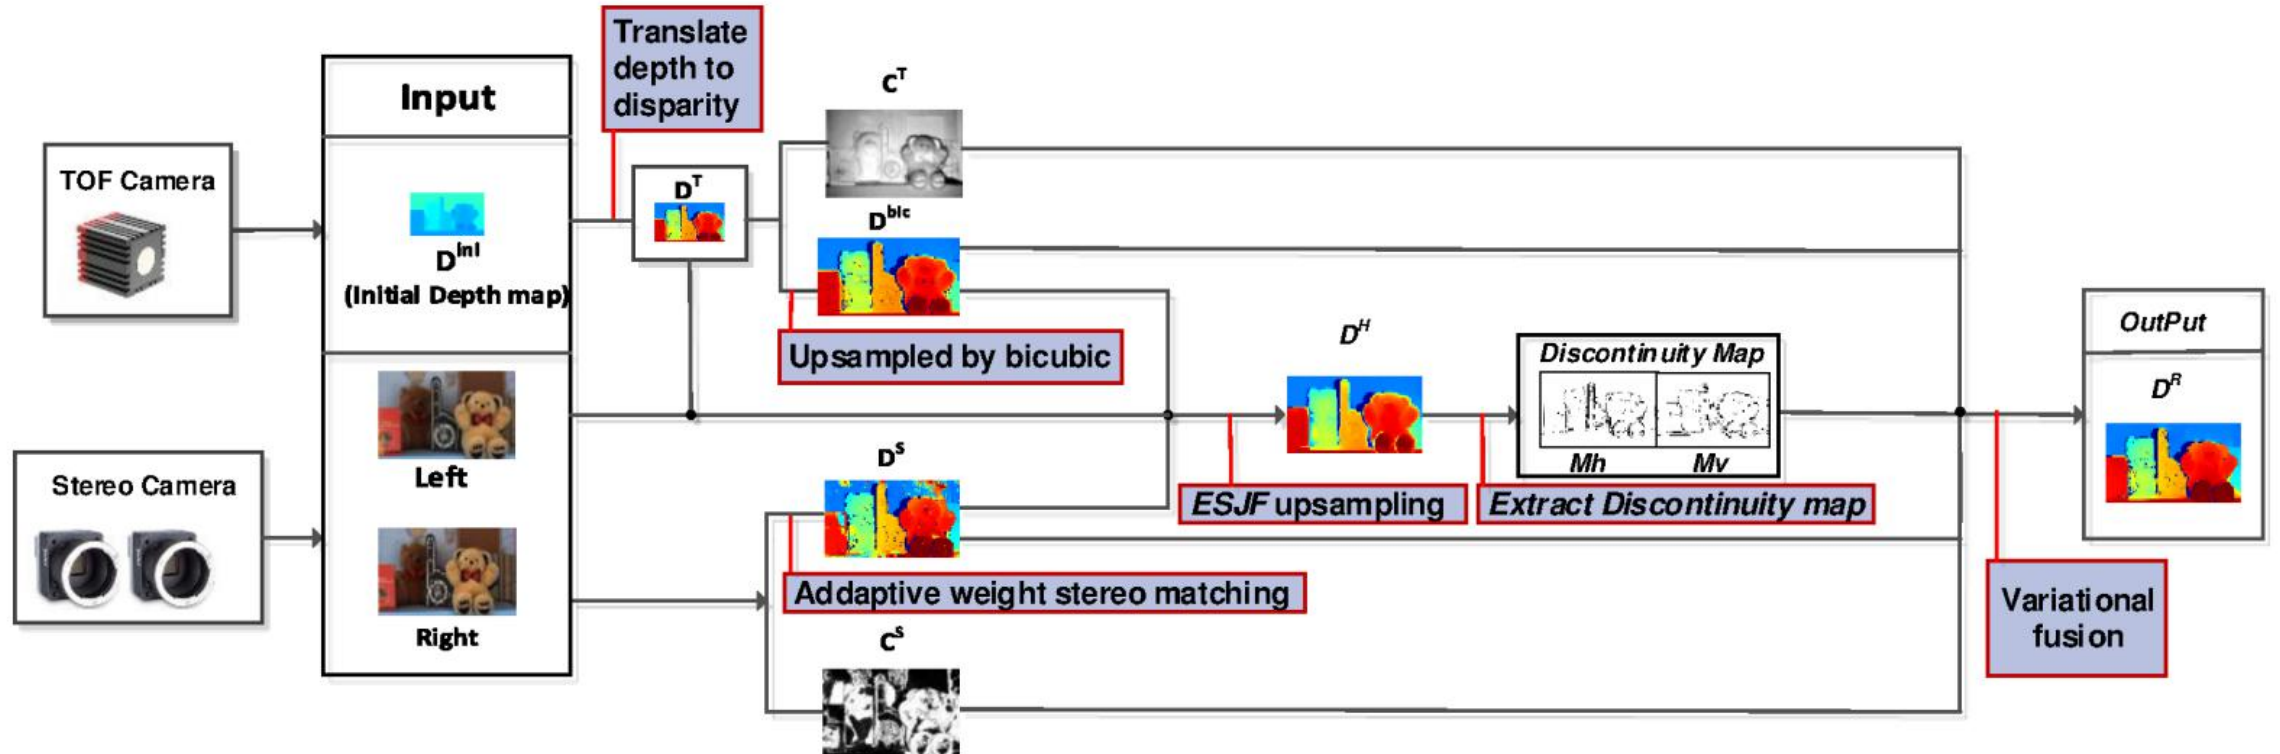 TOF Camera
Stereo Camera
Input
D^ini
(Initial Depth map)
Left
Right
Translate
depth to
disparity
D^T
C^T
D^bic
Upsampled by bicubic
D^S
Addaptive weight stereo matching
C^S
D^H
ESJF upsampling
Discontinuity Map
Mh Mv
Extract Discontinuity map
Variational
fusion
OutPut
D^R